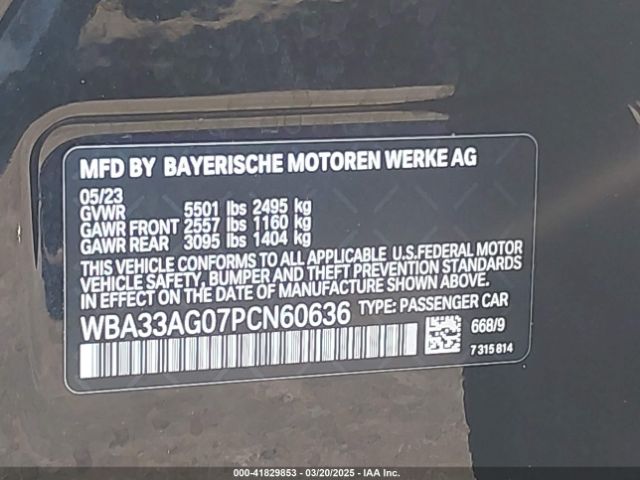 MFD BY BAYERISCHE MOTOREN WERKE AG
05/23
GVWR 5501 lbs 2495 kg
GAWR FRONT 2557 lbs 1160 kg
GAWR REAR 3095 lbs 1404 kg
THIS VEHICLE CONFORMS TO ALL APPLICABLE U.S.FEDERAL MOTOR
VEHICLE SAFETY, BUMPER AND THEFT PREVENTION STANDARDS
IN EFFECT ON THE DATE OF MANUFACTURE SHOWN ABOVE.
WBA33AG07PCN60636 TYPE: PASSENGER CAR
668/9
7 315 814
000-41829853 - 03/20/2025 - IAA Inc.